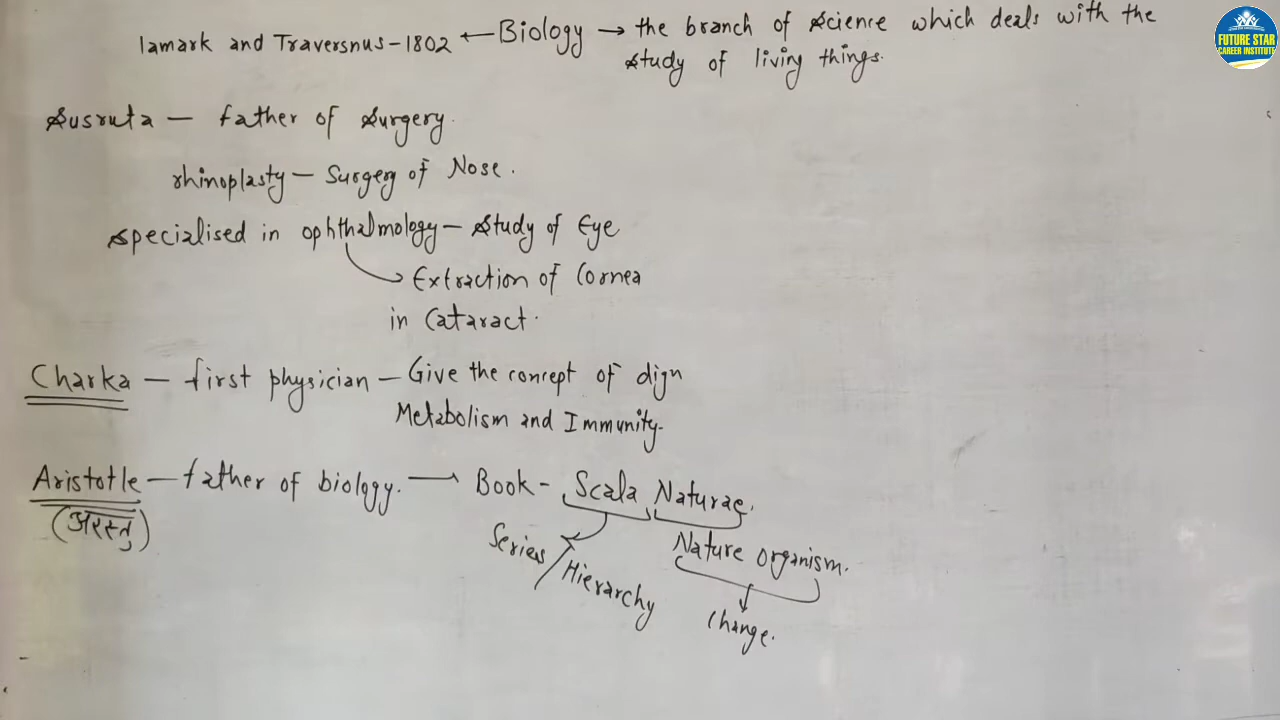 lamark and Traversnus-1802 ← Biology → the branch of science which deals with the
study of living things.
Susruta — father of surgery.
rhinoplasty — Surgery of Nose.
specialised in ophthalmology — study of Eye
→ Extraction of Cornea
in Cataract.
Charka — first physician — Give the concept of dign
Metabolism and Immunity.
Aristotle — father of biology. → Book - Scala Naturae.
(अरस्तु)
Series/Hierarchy
Nature organism.
Change.
FUTURE STAR
CAREER INSTITUTE